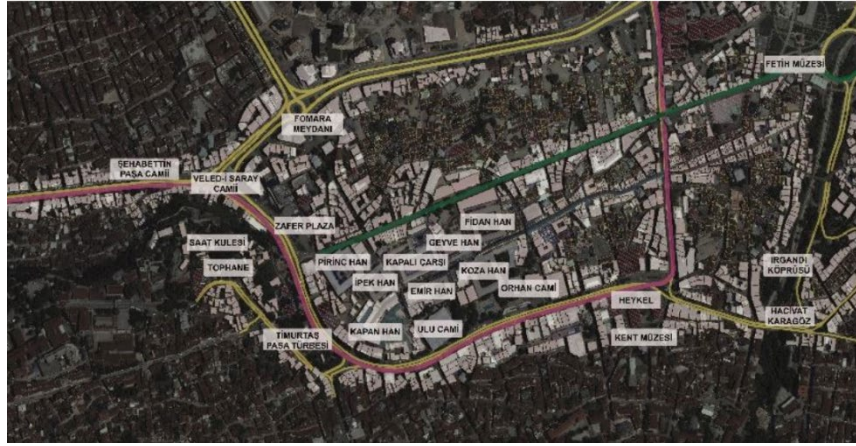 FETİH MÜZESİ
FOMARA
MEYDANI
ŞEHABETTİN
PAŞA CAMİİ
VELED-İ SARAY
CAMİİ
ZAFER PLAZA
FİDAN HAN
SAAT KULESİ
GEYVE HAN
TOPHANE
PİRİNÇ HAN
KAPALI ÇARŞI
KOZA HAN
IRGANDI
KÖPRÜSÜ
İPEK HAN
EMİR HAN
ORHAN CAMİ
HEYKEL
HACİVAT
KARAGÖZ
TİMURTAŞ
PAŞA TÜRBESİ
KAPAN HAN
ULU CAMİ
KENT MÜZESİ